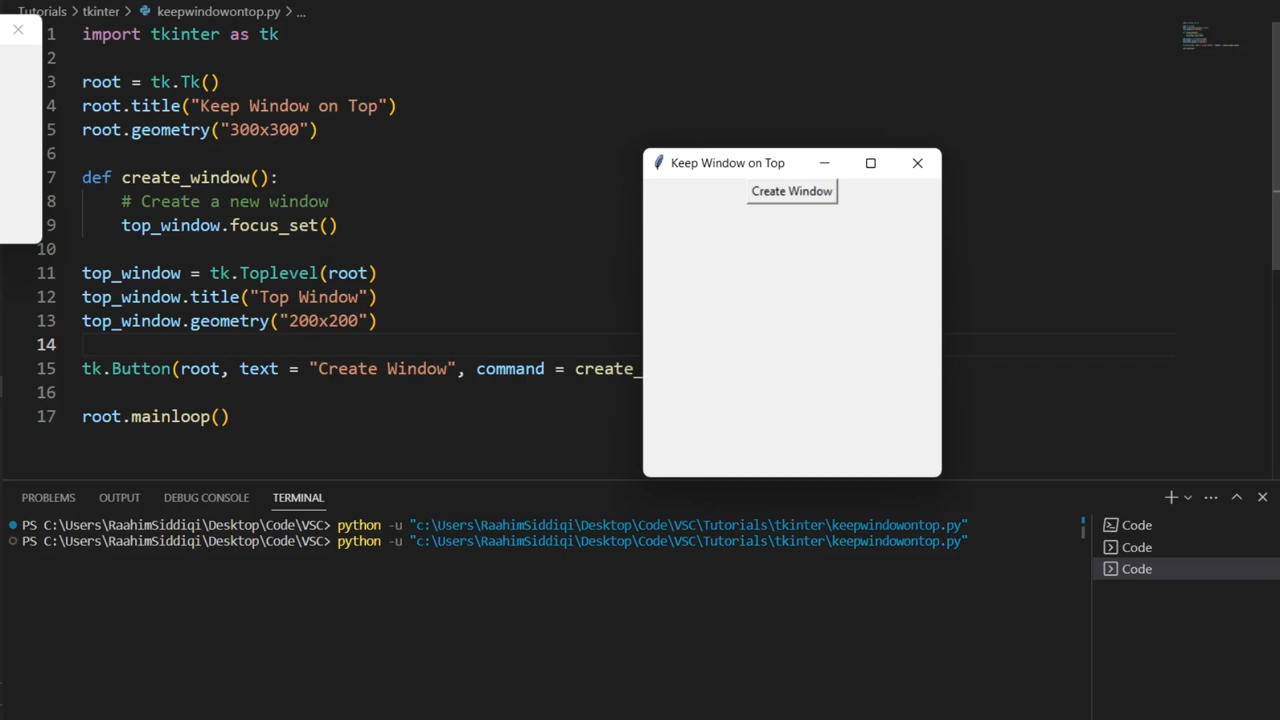 Tutorials > tkinter > keepwindowontop.py > ...
1 import tkinter as tk
2
3 root = tk.Tk()
4 root.title("Keep Window on Top")
5 root.geometry("300x300")
6
7 def create_window():
8 # Create a new window
9 top_window.focus_set()
10
11 top_window = tk.Toplevel(root)
12 top_window.title("Top Window")
13 top_window.geometry("200x200")
14
15 tk.Button(root, text = "Create Window", command = create_
16
17 root.mainloop()
Keep Window on Top
Create Window
PROBLEMS OUTPUT DEBUG CONSOLE TERMINAL
PS C:\Users\RaahimSiddiqi\Desktop\Code\VSC> python -u "c:\Users\RaahimSiddiqi\Desktop\Code\VSC\Tutorials\tkinter\keepwindowontop.py"
PS C:\Users\RaahimSiddiqi\Desktop\Code\VSC> python -u "c:\Users\RaahimSiddiqi\Desktop\Code\VSC\Tutorials\tkinter\keepwindowontop.py"
Code
Code
Code